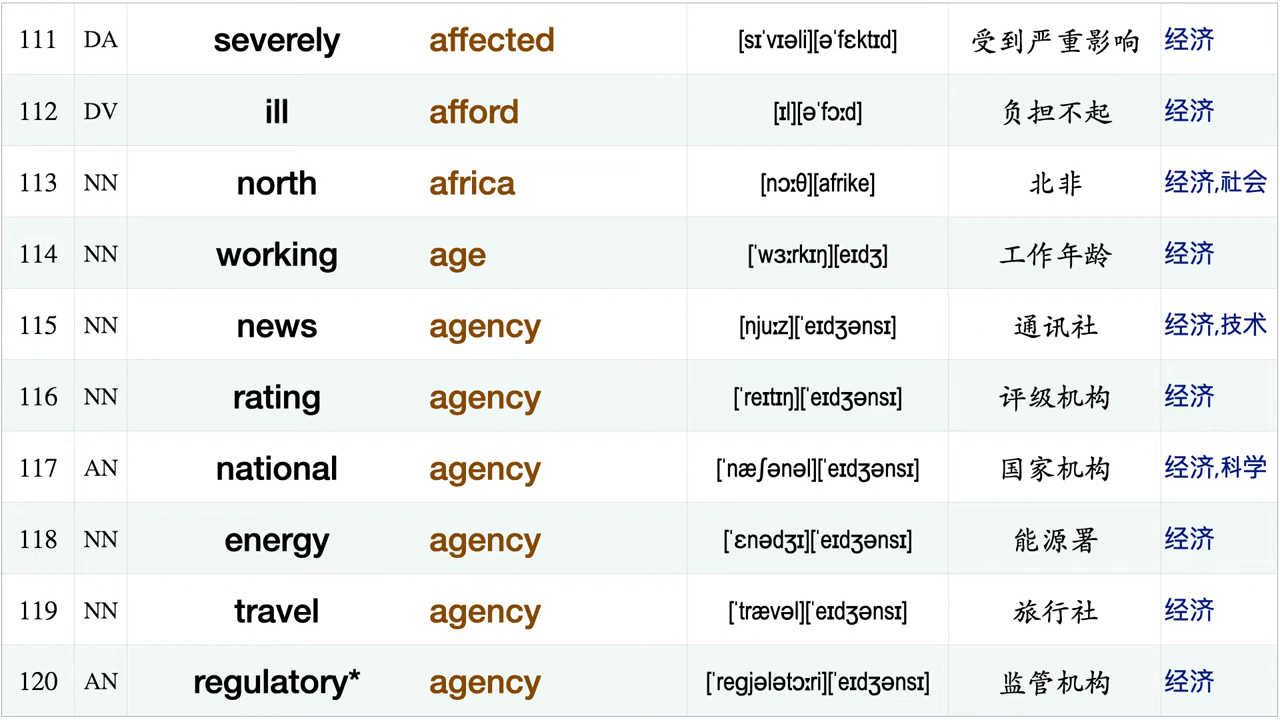 111 DA severely affected [sɪˈvɪəli][əˈfɛktɪd] 受到严重影响 经济
112 DV ill afford [ɪl][əˈfɔːd] 负担不起 经济
113 NN north africa [nɔːθ][afrike] 北非 经济,社会
114 NN working age [ˈwɜːrkɪŋ][eɪdʒ] 工作年龄 经济
115 NN news agency [njuːz][ˈeɪdʒənsɪ] 通讯社 经济,技术
116 NN rating agency [ˈreɪtɪŋ][ˈeɪdʒənsɪ] 评级机构 经济
117 AN national agency [ˈnæʃənəl][ˈeɪdʒənsɪ] 国家机构 经济,科学
118 NN energy agency [ˈɛnədʒɪ][ˈeɪdʒənsɪ] 能源署 经济
119 NN travel agency [ˈtrævəl][ˈeɪdʒənsɪ] 旅行社 经济
120 AN regulatory* agency [ˈregjələtɔːri][ˈeɪdʒənsɪ] 监管机构 经济